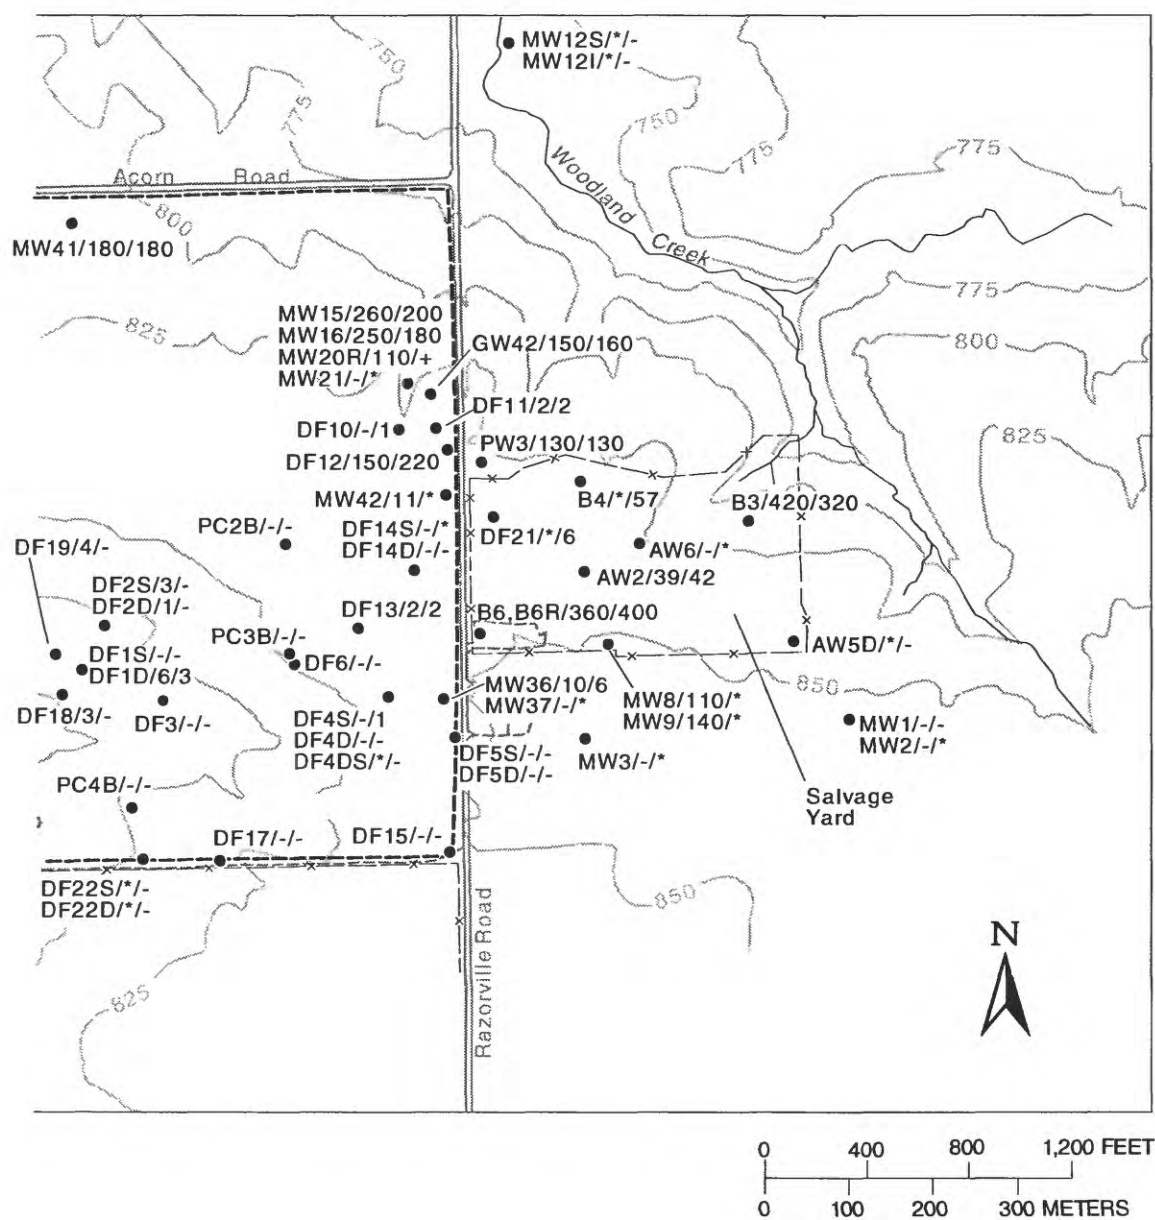 MW12S/*/-
MW12I/*/-
750
775
750
775
775
Acorn Road
Woodland Creek
800
MW41/180/180
825
775
800
825
MW15/260/200
MW16/250/180
MW20R/110/+
MW21/-/*
GW42/150/160
DF11/2/2
DF10/-/1
DF12/150/220
PW3/130/130
MW42/11/*
B4/*/57
B3/420/320
DF14S/-/*
DF14D/-/-
DF21/*/6
AW6/-/*
AW2/39/42
PC2B/-/-
DF19/4/-
DF2S/3/-
DF2D/1/-
DF13/2/2
B6,B6R/360/400
PC3B/-/-
DF6/-/-
AW5D/*/-
DF1S/-/-
DF1D/6/3
DF18/3/-
DF3/-/-
DF4S/-/1
DF4D/-/-
DF4DS/*/-
MW36/10/6
MW37/-/*
MW8/110/*
MW9/140/*
850
MW1/-/-
MW2/-/*
DF5S/-/-
DF5D/-/-
MW3/-/*
PC4B/-/-
Salvage
Yard
DF17/-/-
DF15/-/-
DF22S/*/-
DF22D/*/-
850
825
Razorville Road
N
0 400 800 1,200 FEET
0 100 200 300 METERS